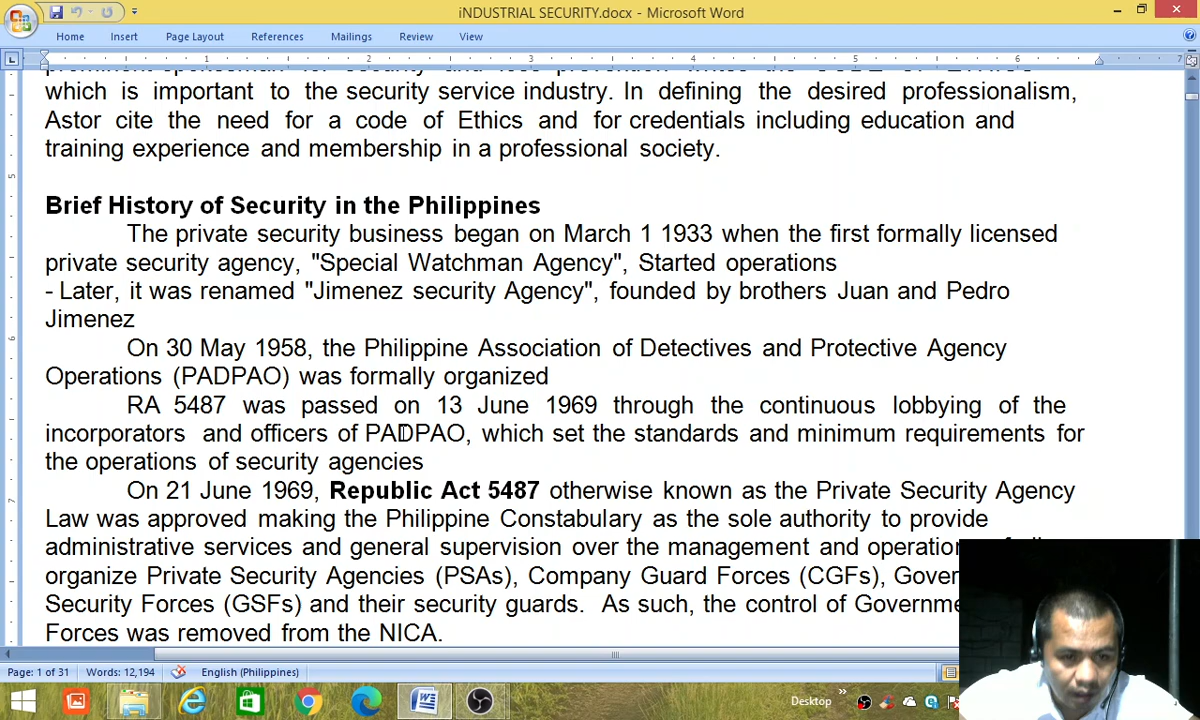 iNDUSTRIAL SECURITY.docx - Microsoft Word
Home Insert Page Layout References Mailings Review View
1 2 3 4 5 6 7
which is important to the security service industry. In defining the desired professionalism,
Astor cite the need for a code of Ethics and for credentials including education and
training experience and membership in a professional society.
Brief History of Security in the Philippines
The private security business began on March 1 1933 when the first formally licensed
private security agency, "Special Watchman Agency", Started operations
- Later, it was renamed "Jimenez security Agency", founded by brothers Juan and Pedro
Jimenez
On 30 May 1958, the Philippine Association of Detectives and Protective Agency
Operations (PADPAO) was formally organized
RA 5487 was passed on 13 June 1969 through the continuous lobbying of the
incorporators and officers of PADPAO, which set the standards and minimum requirements for
the operations of security agencies
On 21 June 1969, Republic Act 5487 otherwise known as the Private Security Agency
Law was approved making the Philippine Constabulary as the sole authority to provide
administrative services and general supervision over the management and operation
organize Private Security Agencies (PSAs), Company Guard Forces (CGFs), Gover
Security Forces (GSFs) and their security guards. As such, the control of Governme
Forces was removed from the NICA.
Page: 1 of 31 Words: 12,194 English (Philippines)
Desktop